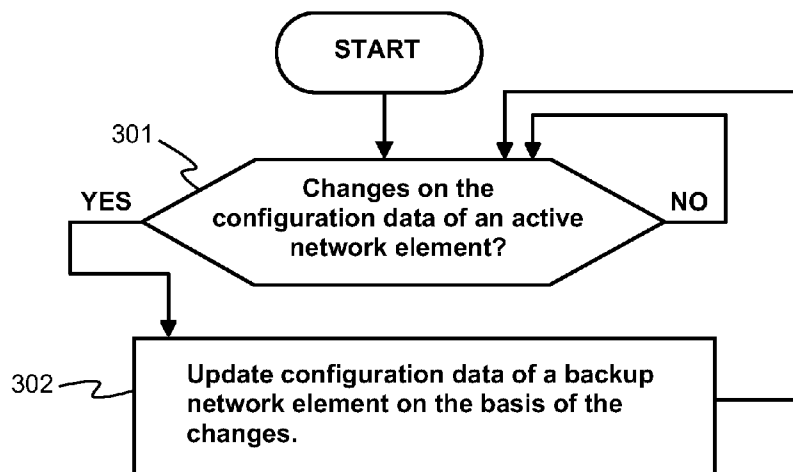 START
301
YES
Changes on the
configuration data of an active
network element?
NO
302
Update configuration data of a backup
network element on the basis of the
changes.